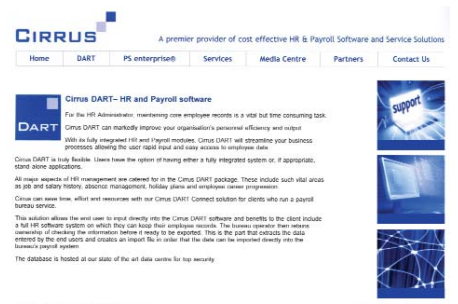 CIRRUS
A premier provider of cost effective HR & Payroll Software and Service Solutions
Home DART PS enterprise® Services Media Centre Partners Contact Us
DART
Cirrus DART– HR and Payroll software
For the HR Administrator, maintaining core employee records is a vital but time consuming task.
Cirrus DART can markedly improve your organisation's personnel efficiency and output
With its fully integrated HR and Payroll modules, Cirrus DART will streamline your business
processes allowing the user rapid input and easy access to employee data.
Cirrus DART is truly flexible. Users have the option of having either a fully integrated system or, if appropriate,
stand alone applications.
All major aspects of HR management are catered for in the Cirrus DART package. These include such vital areas
as job and salary history, absence management, holiday plans and employee career progression.
Cirrus can ease time, effort and resources with our Cirrus DART Connect solution for clients who run a payroll
bureau service.
This solution allows the end user to input directly into the Cirrus DART software and benefits to the client include
a full HR software system on which they can keep their employee records. The bureau operator then retains
ownership of checking the information before it ready to be exported. This is the part that extracts the data
entered by the end users and creates an import file in order that the data can be imported directly into the
bureau's payroll system.
The database is hosted at our state of the art data centre for top security.
support